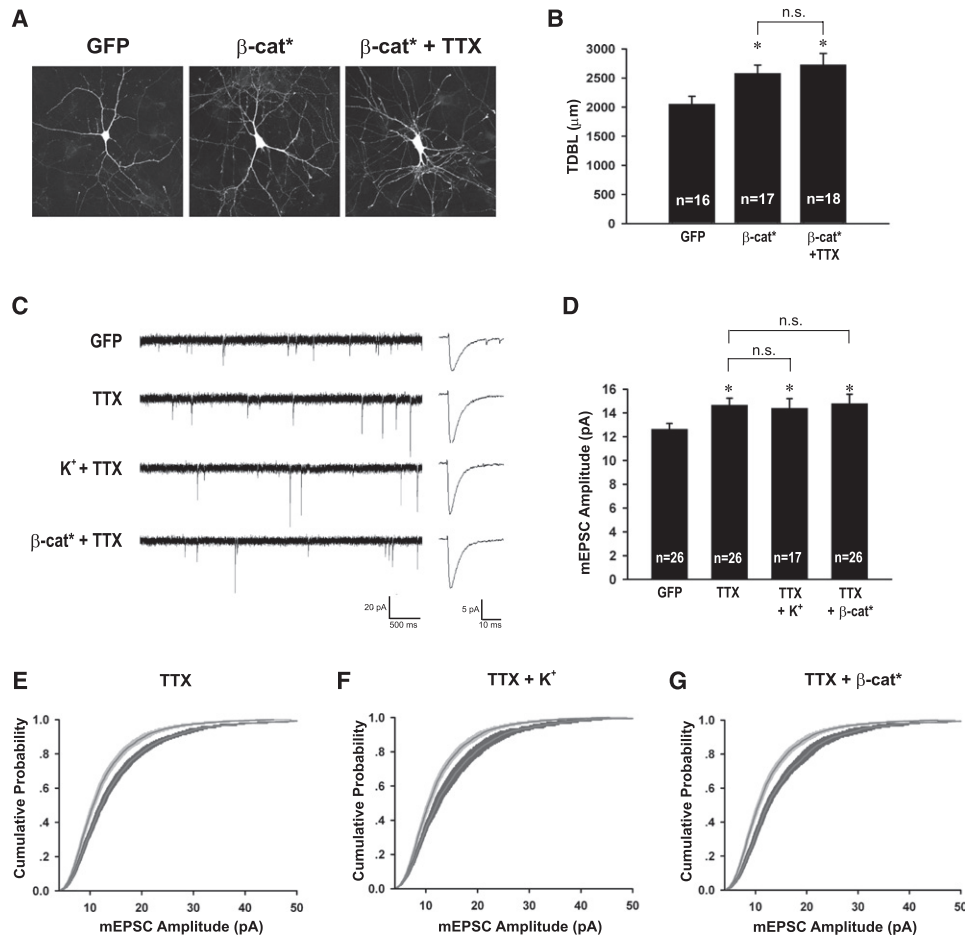 A
GFP
β-cat*
β-cat* + TTX
B
n.s.
*
*
3000
2500
2000
1500
1000
500
0
TDBL (μm)
n=16
n=17
n=18
GFP
β-cat*
β-cat*
+TTX
C
GFP
TTX
K⁺ + TTX
β-cat* + TTX
20 pA
500 ms
5 pA
10 ms
D
n.s.
n.s.
*
*
*
16
14
12
16
8
6
4
2
0
mEPSC Amplitude (pA)
n=26
n=26
n=17
n=26
GFP
TTX
TTX
+ K⁺
TTX
+ β-cat*
E
TTX
1.0
.8
.6
.4
.2
0.0
Cumulative Probability
10
20
30
40
50
mEPSC Amplitude (pA)
F
TTX + K⁺
1.0
.8
.6
.4
.2
0.0
Cumulative Probability
10
20
30
40
50
mEPSC Amplitude (pA)
G
TTX + β-cat*
1.0
.8
.6
.4
.2
0.0
Cumulative Probability
10
20
30
40
50
mEPSC Amplitude (pA)